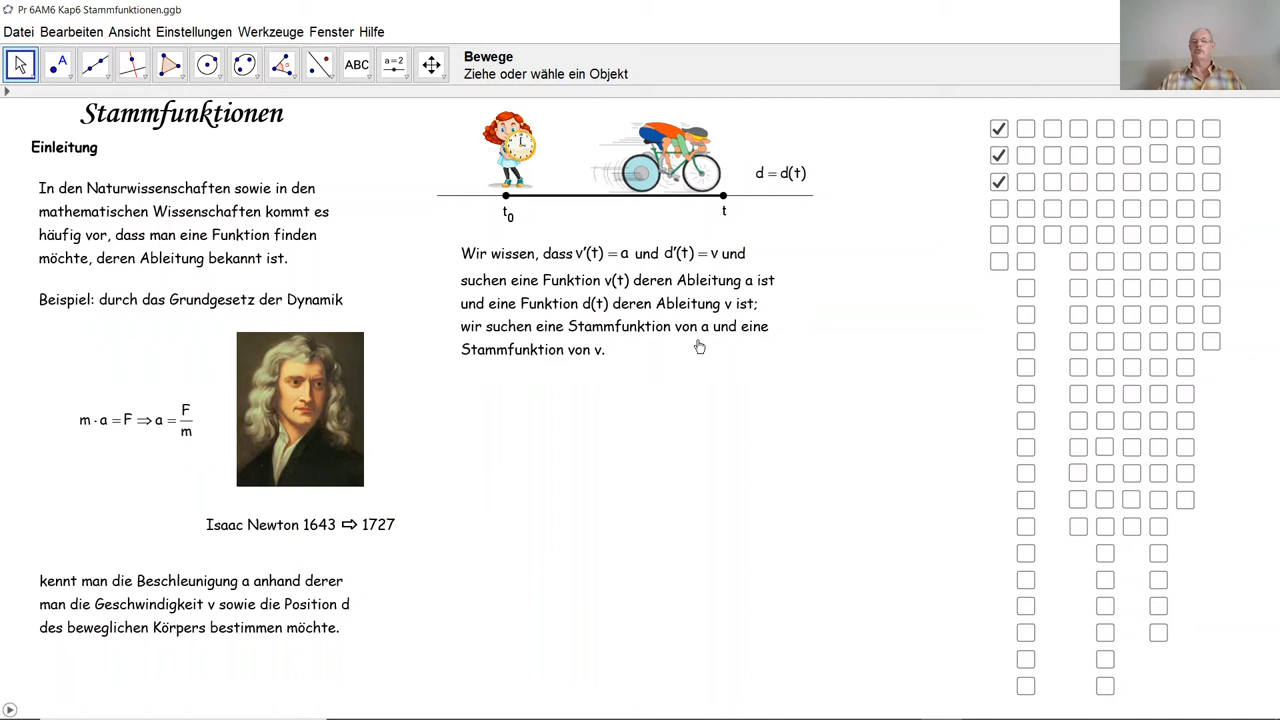 Pr 6AM6 Kap6 Stammfunktionen.ggb
Datei Bearbeiten Ansicht Einstellungen Werkzeuge Fenster Hilfe
A
ABC
a=2
Bewege
Ziehe oder wähle ein Objekt
Stammfunktionen
Einleitung
In den Naturwissenschaften sowie in den
mathematischen Wissenschaften kommt es
häufig vor, dass man eine Funktion finden
möchte, deren Ableitung bekannt ist.
Beispiel: durch das Grundgesetz der Dynamik
m · a = F ⇒ a = F/m
Isaac Newton 1643 ⇨ 1727
kennt man die Beschleunigung a anhand derer
man die Geschwindigkeit v sowie die Position d
des beweglichen Körpers bestimmen möchte.
d = d(t)
t₀ t
Wir wissen, dass v'(t) = a und d'(t) = v und
suchen eine Funktion v(t) deren Ableitung a ist
und eine Funktion d(t) deren Ableitung v ist;
wir suchen eine Stammfunktion von a und eine
Stammfunktion von v.